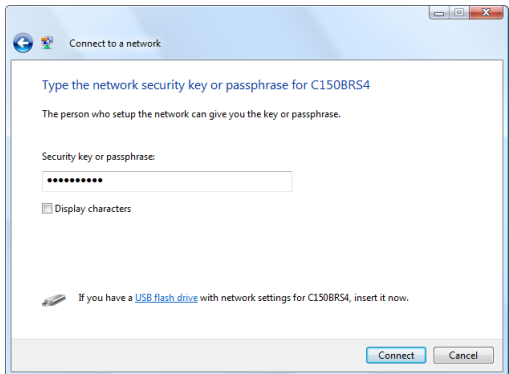 Connect to a network
Type the network security key or passphrase for C150BRS4
The person who setup the network can give you the key or passphrase.
Security key or passphrase:
••••••••••
Display characters
If you have a USB flash drive with network settings for C150BRS4, insert it now.
Connect Cancel